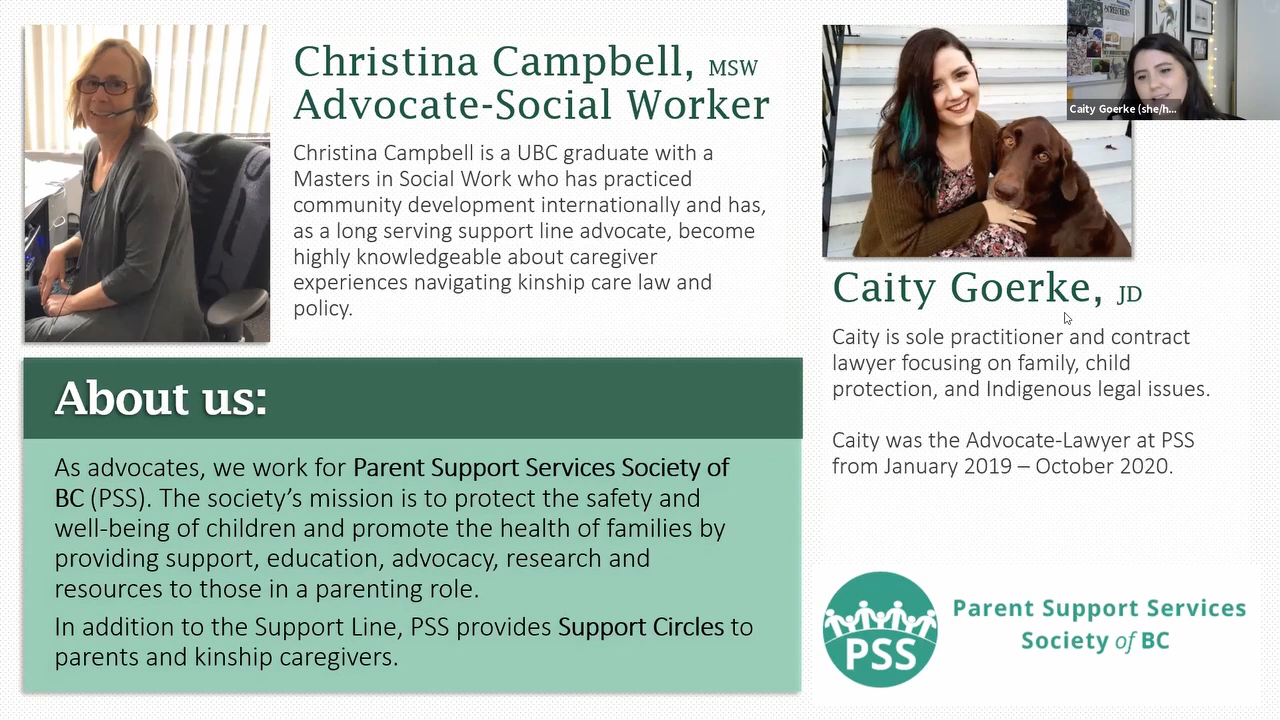 Christina Campbell, MSW
Advocate-Social Worker
Christina Campbell is a UBC graduate with a
Masters in Social Work who has practiced
community development internationally and has,
as a long serving support line advocate, become
highly knowledgeable about caregiver
experiences navigating kinship care law and
policy.
About us:
As advocates, we work for Parent Support Services Society of
BC (PSS). The society’s mission is to protect the safety and
well-being of children and promote the health of families by
providing support, education, advocacy, research and
resources to those in a parenting role.
In addition to the Support Line, PSS provides Support Circles to
parents and kinship caregivers.
Caity Goerke (she/h...
Caity Goerke, JD
Caity is sole practitioner and contract
lawyer focusing on family, child
protection, and Indigenous legal issues.
Caity was the Advocate-Lawyer at PSS
from January 2019 – October 2020.
PSS
Parent Support Services
Society of BC